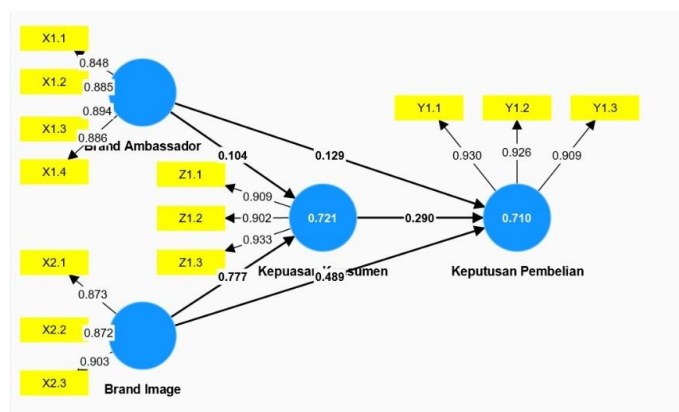 X1.1
0.848
X1.2
0.885
0.894
X1.3
0.886
Brand Ambassador
X1.4
0.104
0.129
Y1.1
Y1.2
Y1.3
0.930
0.926
0.909
Z1.1
0.909
Z1.2
0.902
0.721
0.290
0.710
Z1.3
0.933
Keputusan Pembelian
0.777
0.489
X2.1
0.873
X2.2
0.872
0.903
X2.3
Brand Image